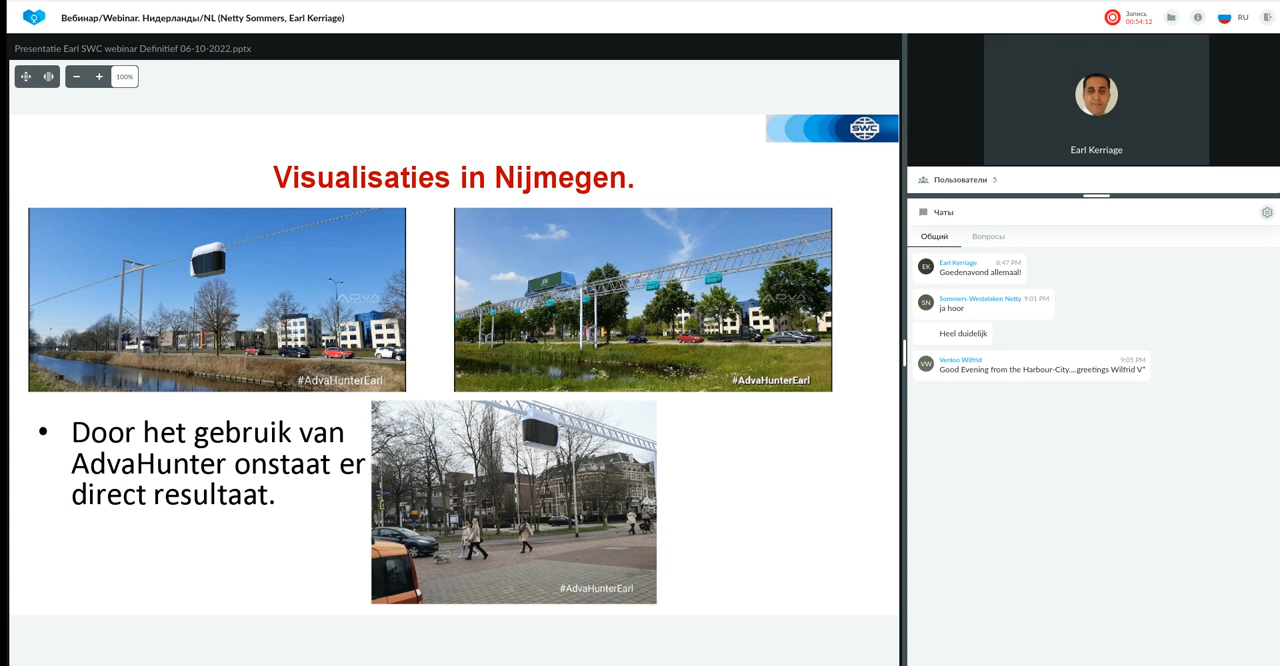 Вебинар/Webinar. Нидерланды/NL (Netty Sommers, Earl Kerriage)
Запись
00:54:12
RU
Presentatie Earl SWC webinar Definitief 06-10-2022.pptx
100%
SWC
Visualisaties in Nijmegen.
#AdvaHunterEarl
#AdvaHunterEarl
• Door het gebruik van
AdvaHunter onstaat er
direct resultaat.
#AdvaHunterEarl
Earl Kerriage
Пользователи 5
Чаты
Общий Вопросы
EK
Earl Kerriage 8:47 PM
Goedenavond allemaal!
SN
Sommers-Westelaken Netty 9:01 PM
ja hoor
Heel duidelijk
VW
Venloo Wilfrid 9:05 PM
Good Evening from the Harbour-City....greetings Wilfrid V"